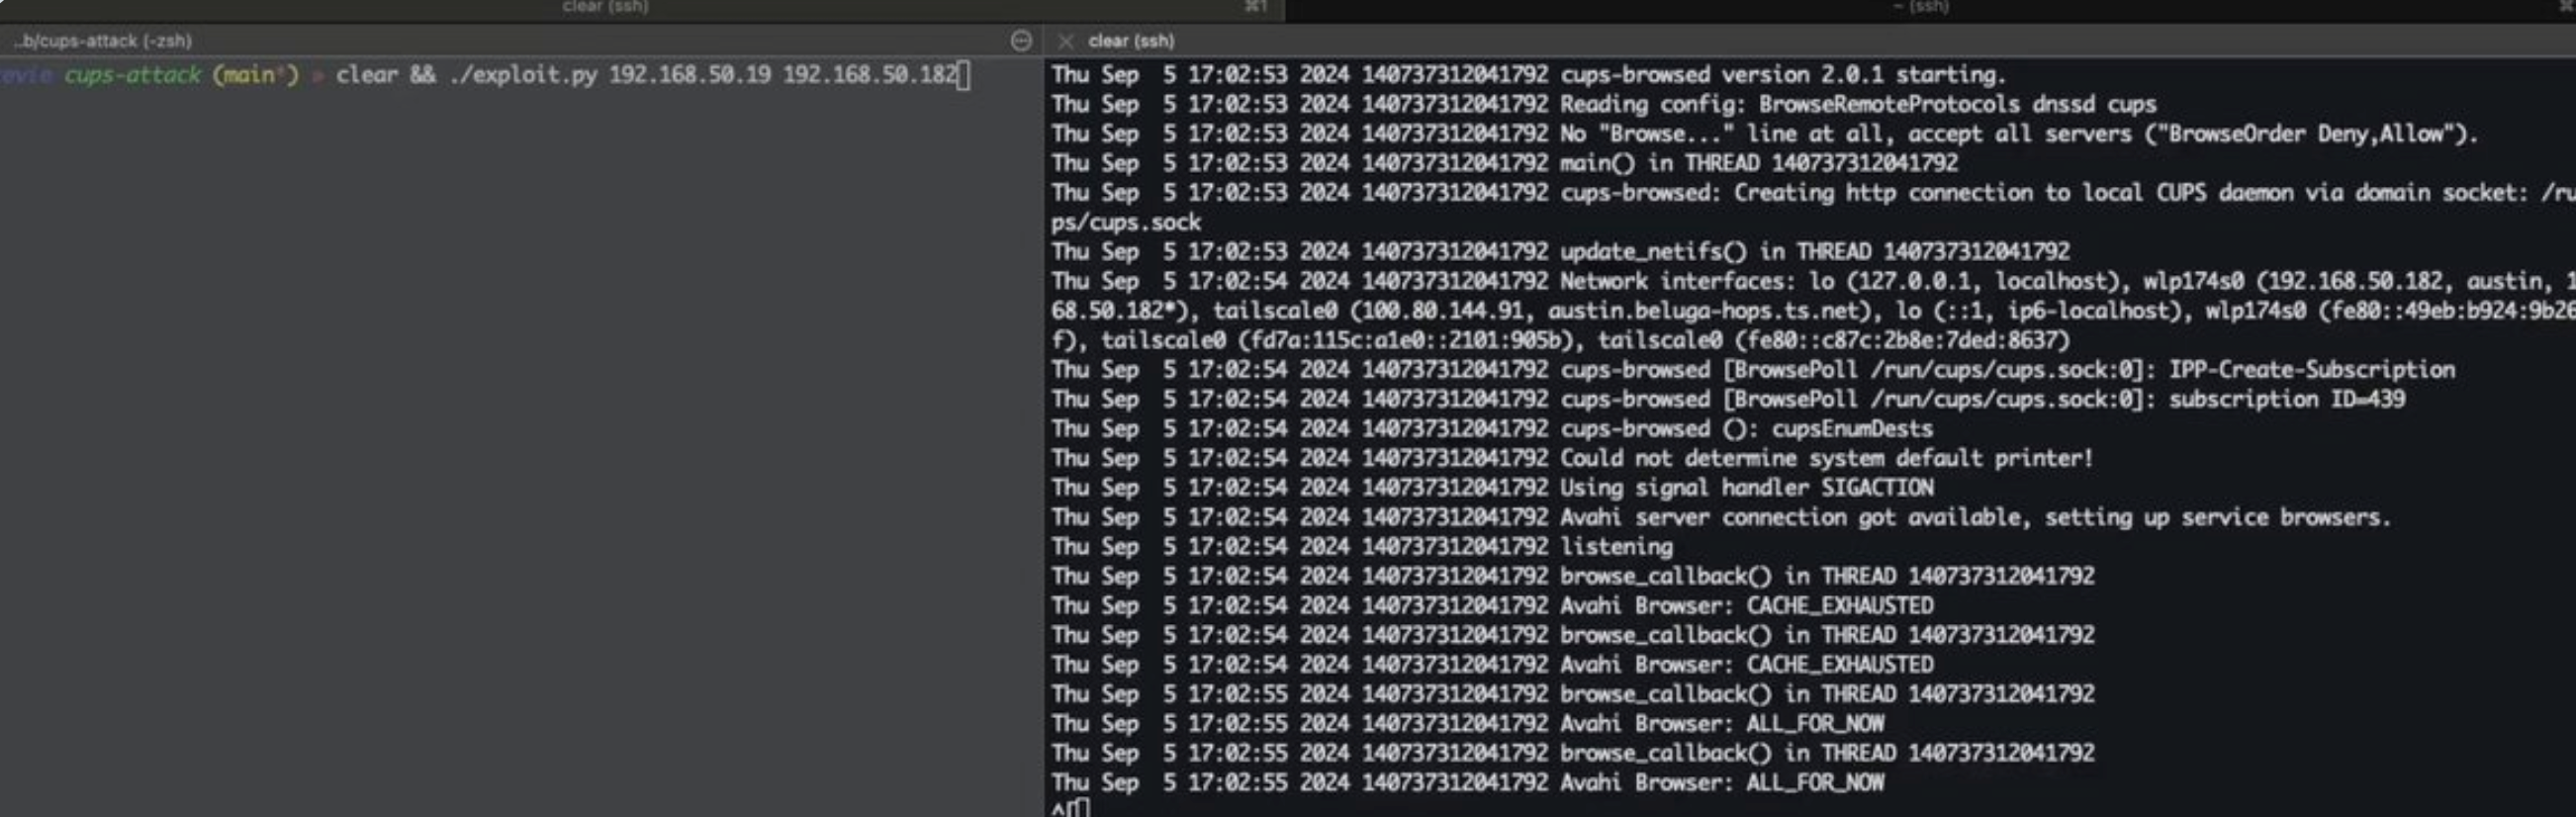 clear (ssh)
⌘1
~ (ssh)
..b/cups-attack (-zsh)
clear (ssh)
evie cups-attack (main*) » clear && ./exploit.py 192.168.50.19 192.168.50.182
Thu Sep  5 17:02:53 2024 140737312041792 cups-browsed version 2.0.1 starting.
Thu Sep  5 17:02:53 2024 140737312041792 Reading config: BrowseRemoteProtocols dnssd cups
Thu Sep  5 17:02:53 2024 140737312041792 No "Browse..." line at all, accept all servers ("BrowseOrder Deny,Allow").
Thu Sep  5 17:02:53 2024 140737312041792 main() in THREAD 140737312041792
Thu Sep  5 17:02:53 2024 140737312041792 cups-browsed: Creating http connection to local CUPS daemon via domain socket: /ru
ps/cups.sock
Thu Sep  5 17:02:53 2024 140737312041792 update_netifs() in THREAD 140737312041792
Thu Sep  5 17:02:54 2024 140737312041792 Network interfaces: lo (127.0.0.1, localhost), wlp174s0 (192.168.50.182, austin, 1
68.50.182*), tailscale0 (100.80.144.91, austin.beluga-hops.ts.net), lo (::1, ip6-localhost), wlp174s0 (fe80::49eb:b924:9b26
f), tailscale0 (fd7a:115c:a1e0::2101:905b), tailscale0 (fe80::c87c:2b8e:7ded:8637)
Thu Sep  5 17:02:54 2024 140737312041792 cups-browsed [BrowsePoll /run/cups/cups.sock:0]: IPP-Create-Subscription
Thu Sep  5 17:02:54 2024 140737312041792 cups-browsed [BrowsePoll /run/cups/cups.sock:0]: subscription ID=439
Thu Sep  5 17:02:54 2024 140737312041792 cups-browsed (): cupsEnumDests
Thu Sep  5 17:02:54 2024 140737312041792 Could not determine system default printer!
Thu Sep  5 17:02:54 2024 140737312041792 Using signal handler SIGACTION
Thu Sep  5 17:02:54 2024 140737312041792 Avahi server connection got available, setting up service browsers.
Thu Sep  5 17:02:54 2024 140737312041792 listening
Thu Sep  5 17:02:54 2024 140737312041792 browse_callback() in THREAD 140737312041792
Thu Sep  5 17:02:54 2024 140737312041792 Avahi Browser: CACHE_EXHAUSTED
Thu Sep  5 17:02:54 2024 140737312041792 browse_callback() in THREAD 140737312041792
Thu Sep  5 17:02:54 2024 140737312041792 Avahi Browser: CACHE_EXHAUSTED
Thu Sep  5 17:02:55 2024 140737312041792 browse_callback() in THREAD 140737312041792
Thu Sep  5 17:02:55 2024 140737312041792 Avahi Browser: ALL_FOR_NOW
Thu Sep  5 17:02:55 2024 140737312041792 browse_callback() in THREAD 140737312041792
Thu Sep  5 17:02:55 2024 140737312041792 Avahi Browser: ALL_FOR_NOW